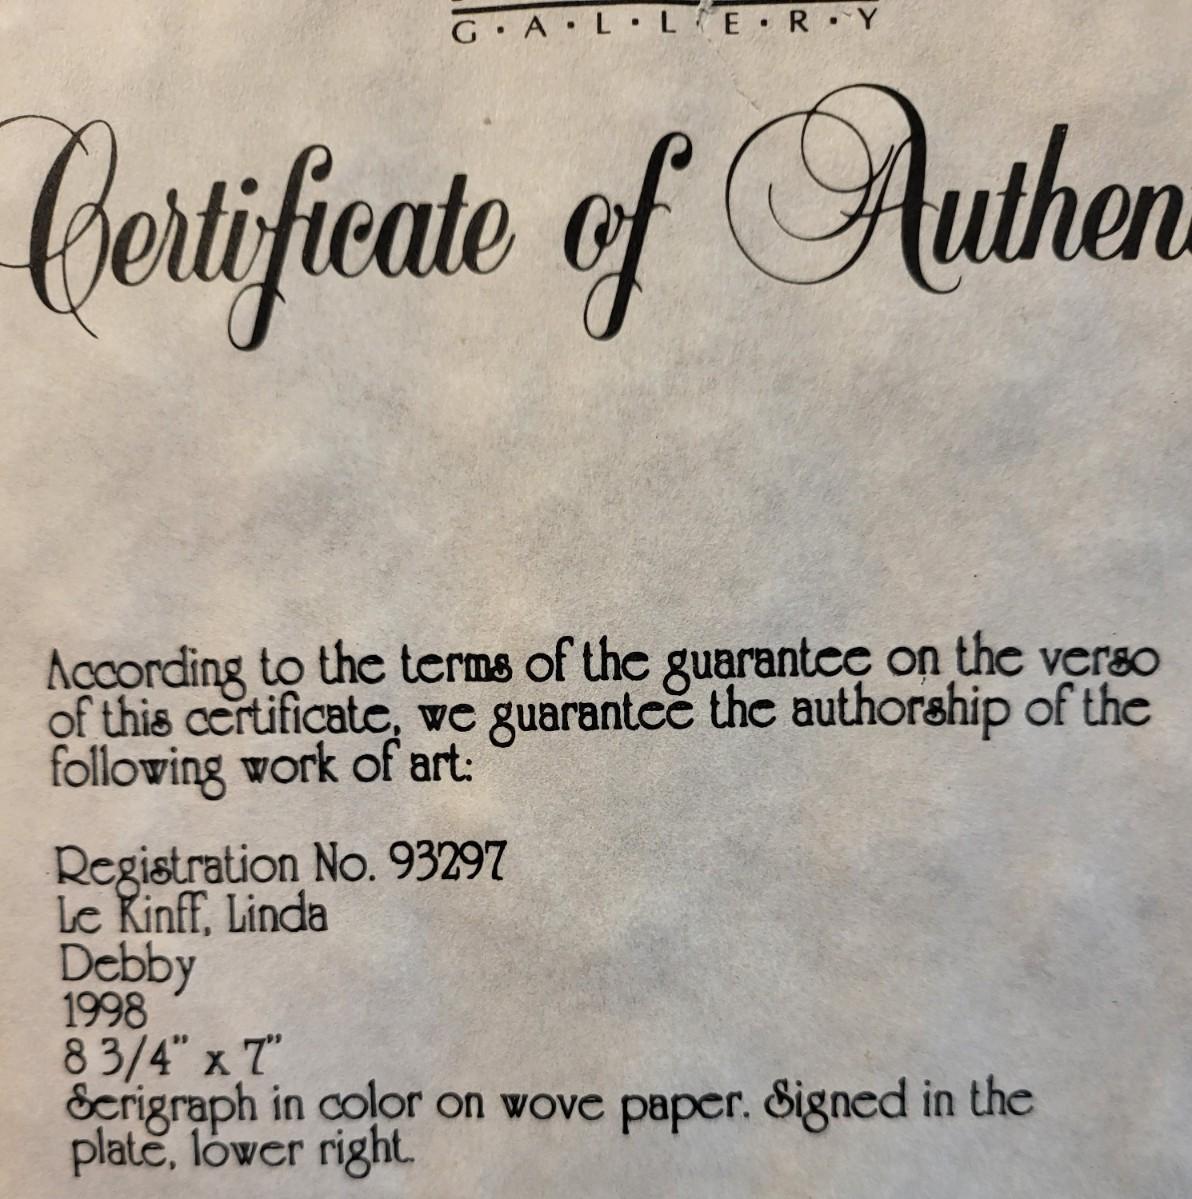 G·A·L·L·E·R·Y
Certificate of Authen
According to the terms of the guarantee on the verso
of this certificate, we guarantee the authorship of the
following work of art:
Registration No. 93297
Le Kinff, Linda
Debby
1998
8 3/4" x 7"
Serigraph in color on wove paper. Signed in the
plate, lower right.